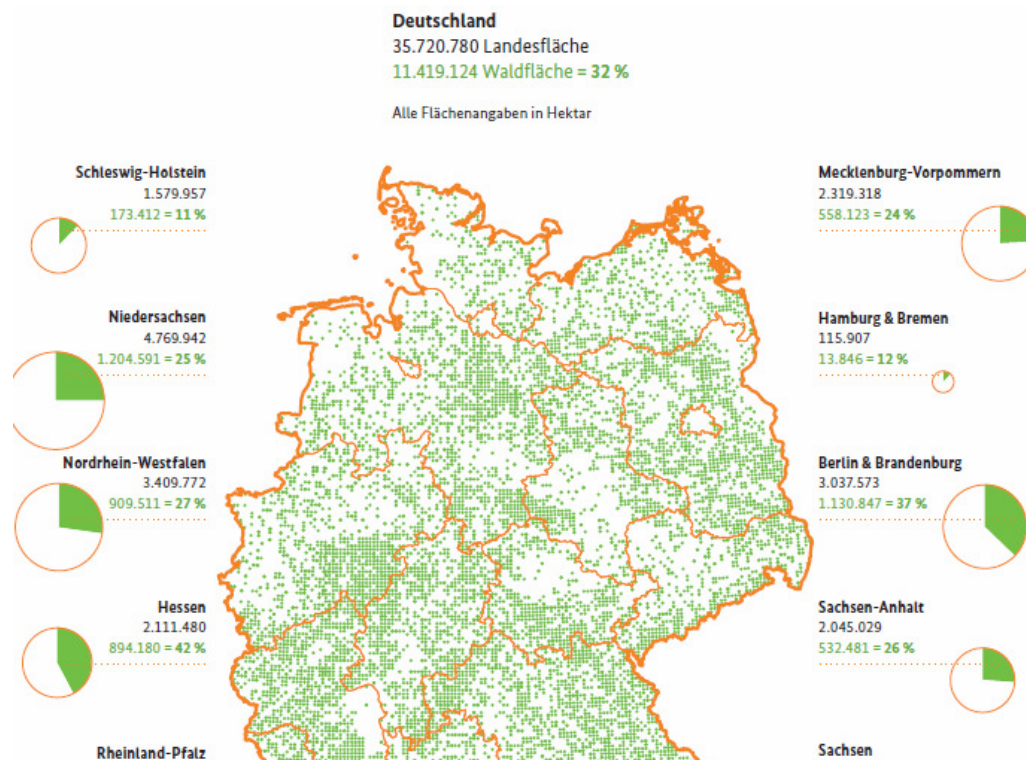 Deutschland
35.720.780 Landesfläche
11.419.124 Waldfläche = 32 %
Alle Flächenangaben in Hektar
Schleswig-Holstein
1.579.957
173.412 = 11 %
Niedersachsen
4.769.942
1.204.591 = 25 %
Nordrhein-Westfalen
3.409.772
909.511 = 27 %
Hessen
2.111.480
894.180 = 42 %
Rheinland-Pfalz
Mecklenburg-Vorpommern
2.319.318
558.123 = 24 %
Hamburg & Bremen
115.907
13.846 = 12 %
Berlin & Brandenburg
3.037.573
1.130.847 = 37 %
Sachsen-Anhalt
2.045.029
532.481 = 26 %
Sachsen